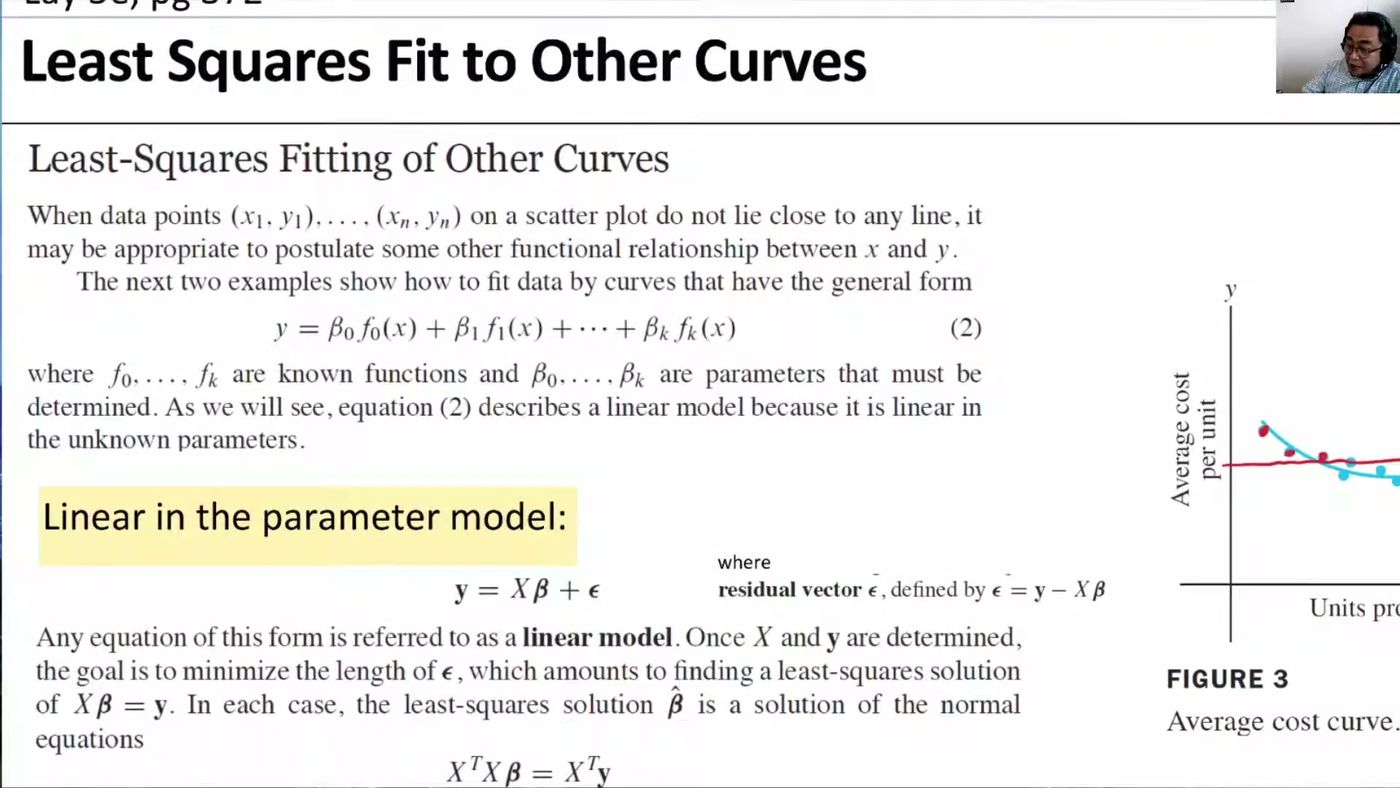 Least Squares Fit to Other Curves
Least-Squares Fitting of Other Curves
When data points (x₁, y₁), . . . , (xₙ, yₙ) on a scatter plot do not lie close to any line, it
may be appropriate to postulate some other functional relationship between x and y.
The next two examples show how to fit data by curves that have the general form
y = β₀ f₀(x) + β₁ f₁(x) + ··· + βₖ fₖ(x) (2)
where f₀, . . . , fₖ are known functions and β₀, . . . , βₖ are parameters that must be
determined. As we will see, equation (2) describes a linear model because it is linear in
the unknown parameters.
Linear in the parameter model:
y = Xβ + ϵ
where
residual vector ϵ, defined by ϵ = y − Xβ
Any equation of this form is referred to as a linear model. Once X and y are determined,
the goal is to minimize the length of ϵ, which amounts to finding a least-squares solution
of Xβ = y. In each case, the least-squares solution β̂ is a solution of the normal
equations
XᵀXβ = Xᵀy
y
Average cost
per unit
Units pro
FIGURE 3
Average cost curve.